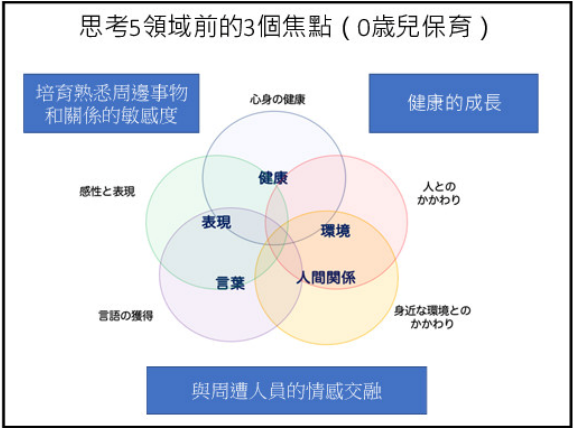 思考5領域前的3個焦點（0歲兒保育）
培育熟悉周邊事物
和關係的敏感度
心身の健康
健康的成長
健康
感性と表現
人との
かかわり
表現
環境
言葉
人間関係
言語の獲得
身近な環境との
かかわり
與周遭人員的情感交融